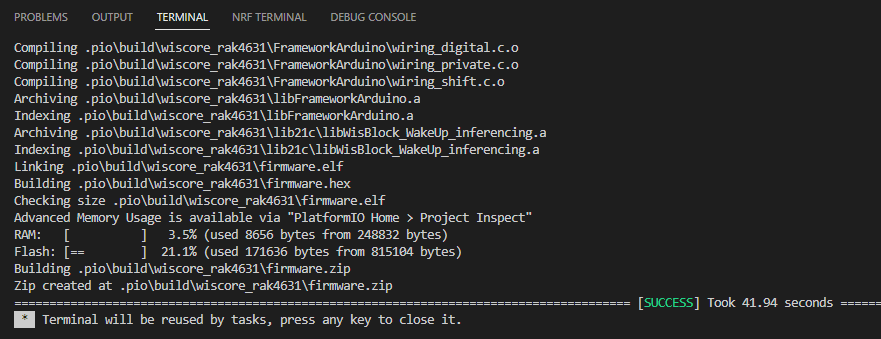 PROBLEMS OUTPUT TERMINAL NRF TERMINAL DEBUG CONSOLE
Compiling .pio\build\wiscore_rak4631\FrameworkArduino\wiring_digital.c.o
Compiling .pio\build\wiscore_rak4631\FrameworkArduino\wiring_private.c.o
Compiling .pio\build\wiscore_rak4631\FrameworkArduino\wiring_shift.c.o
Archiving .pio\build\wiscore_rak4631\libFrameworkArduino.a
Indexing .pio\build\wiscore_rak4631\libFrameworkArduino.a
Archiving .pio\build\wiscore_rak4631\lib21c\libWisBlock_WakeUp_inferencing.a
Indexing .pio\build\wiscore_rak4631\lib21c\libWisBlock_WakeUp_inferencing.a
Linking .pio\build\wiscore_rak4631\firmware.elf
Building .pio\build\wiscore_rak4631\firmware.hex
Checking size .pio\build\wiscore_rak4631\firmware.elf
Advanced Memory Usage is available via "PlatformIO Home > Project Inspect"
RAM:   [          ]   3.5% (used 8656 bytes from 248832 bytes)
Flash: [==        ]  21.1% (used 171636 bytes from 815104 bytes)
Building .pio\build\wiscore_rak4631\firmware.zip
Zip created at .pio\build\wiscore_rak4631\firmware.zip
======================================================================================== [SUCCESS] Took 41.94 seconds ======
* Terminal will be reused by tasks, press any key to close it.